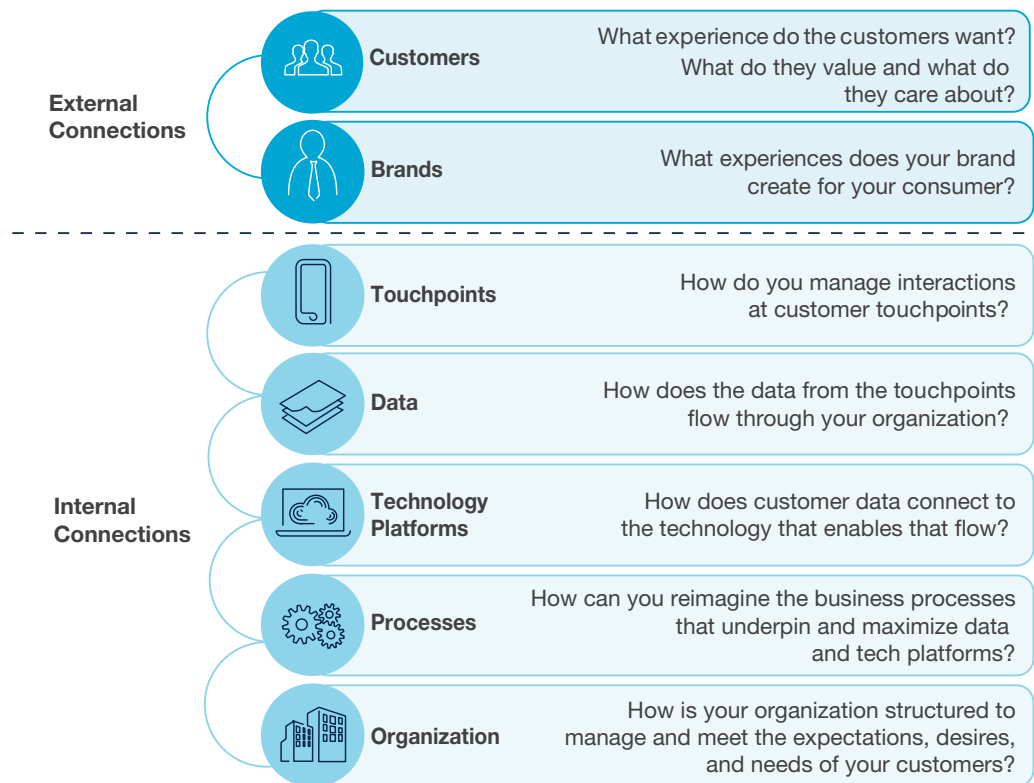 External
Connections
Customers
What experience do the customers want?
What do they value and what do
they care about?
Brands
What experiences does your brand
create for your consumer?
Internal
Connections
Touchpoints
How do you manage interactions
at customer touchpoints?
Data
How does the data from the touchpoints
flow through your organization?
Technology
Platforms
How does customer data connect to
the technology that enables that flow?
Processes
How can you reimagine the business processes
that underpin and maximize data
and tech platforms?
Organization
How is your organization structured to
manage and meet the expectations, desires,
and needs of your customers?